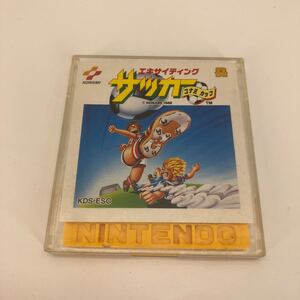 エキサイティング
KONAMI
サッカー
コナミカップ
TM
© KONAMI 1988
KDS-ESC
NINTENDO